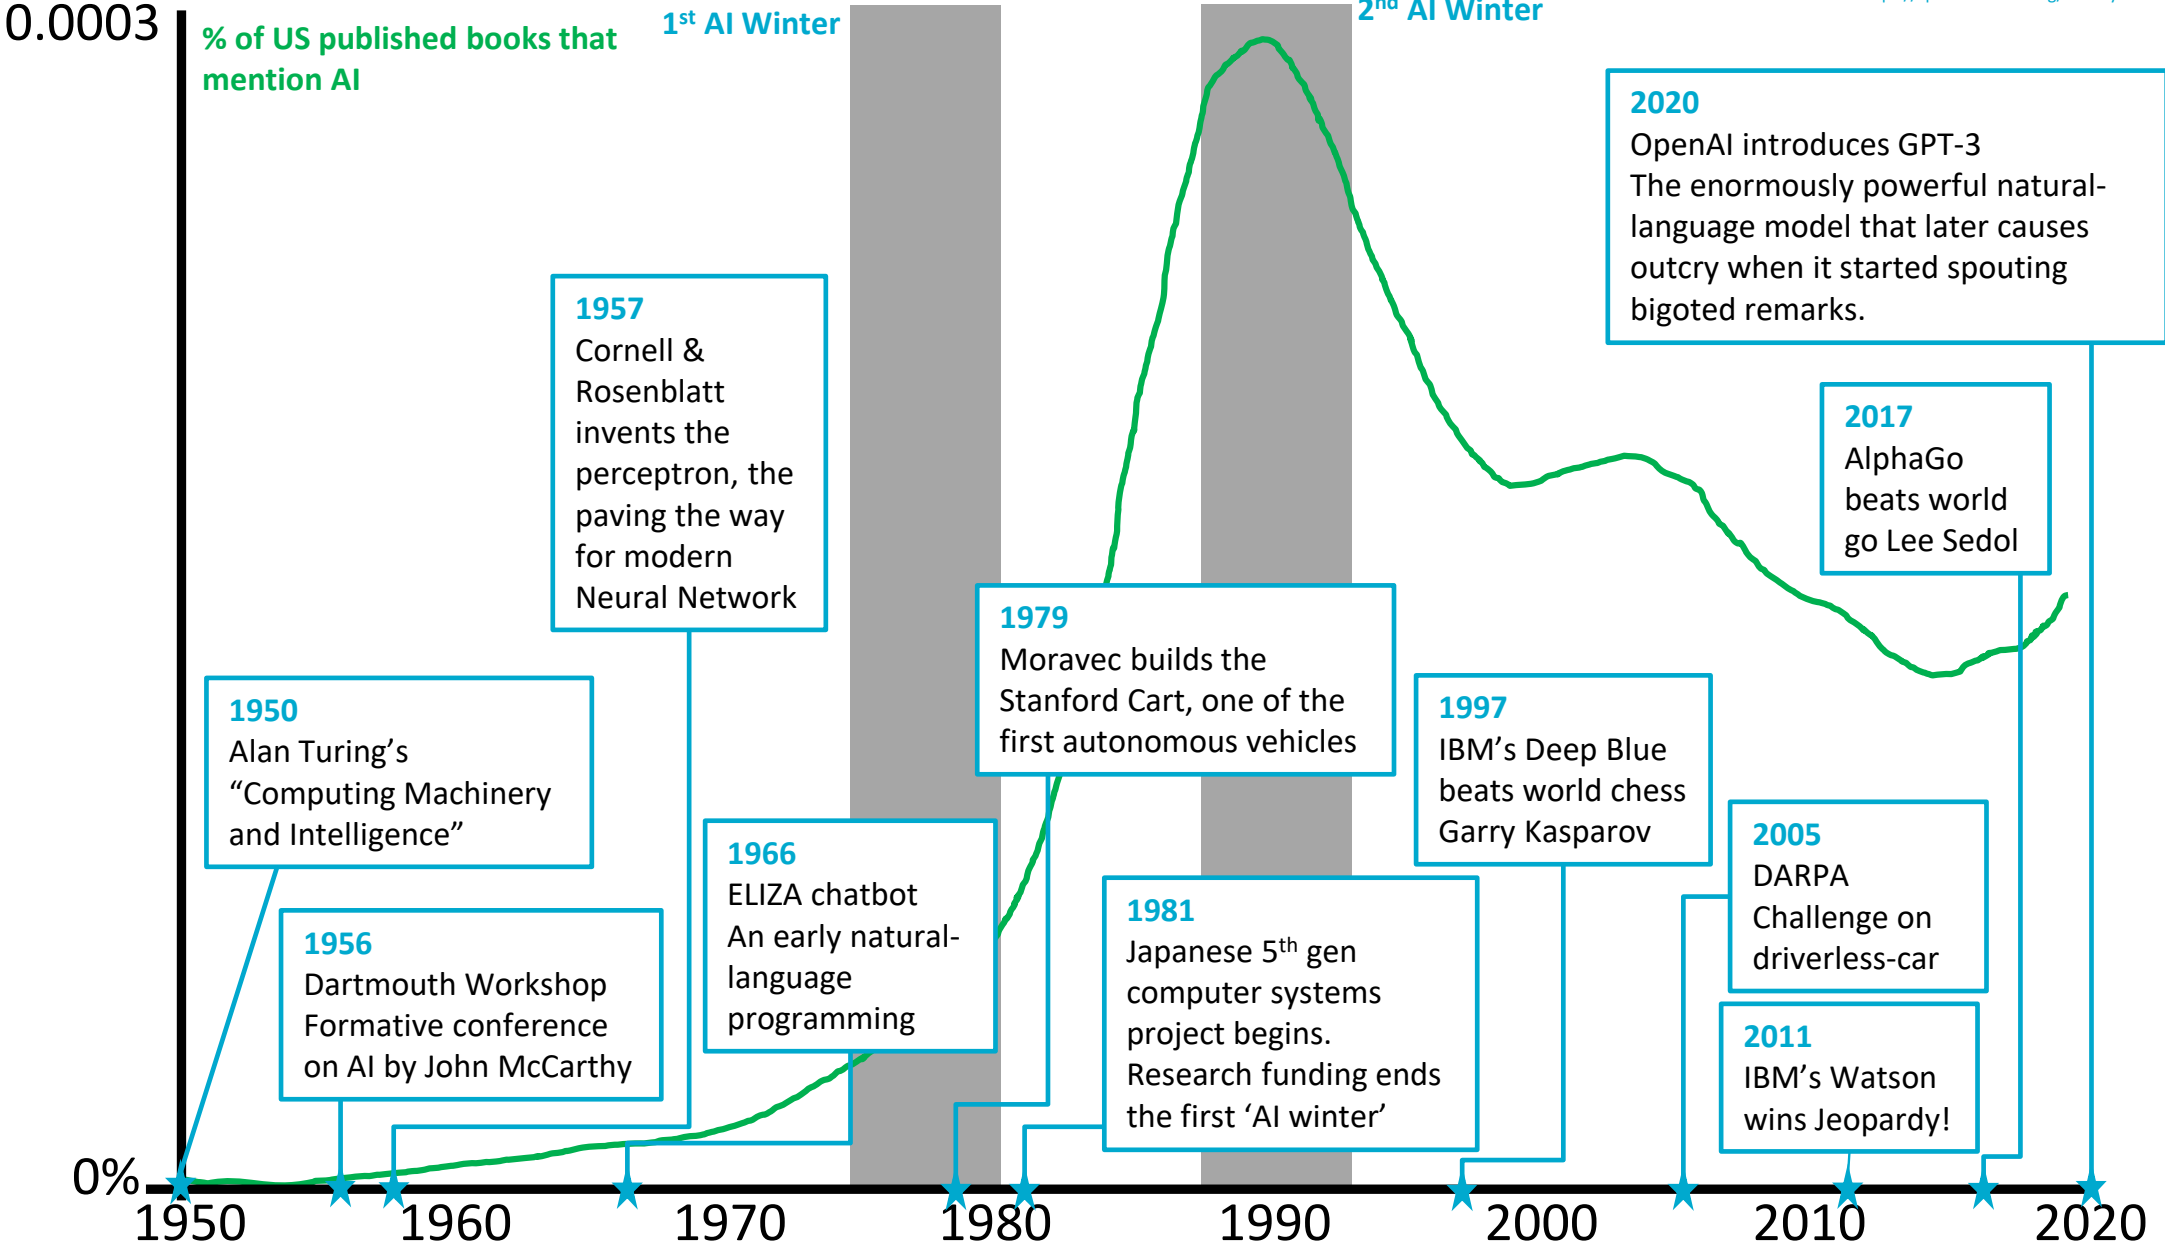 0.0003
% of US published books that
mention AI
1st AI Winter
2nd AI Winter
2020
OpenAI introduces GPT-3
The enormously powerful natural-
language model that later causes
outcry when it started spouting
bigoted remarks.
1957
Cornell &
Rosenblatt
invents the
perceptron, the
paving the way
for modern
Neural Network
2017
AlphaGo
beats world
go Lee Sedol
1979
Moravec builds the
Stanford Cart, one of the
first autonomous vehicles
1950
Alan Turing’s
“Computing Machinery
and Intelligence”
1997
IBM’s Deep Blue
beats world chess
Garry Kasparov
1966
ELIZA chatbot
An early natural-
language
programming
2005
DARPA
Challenge on
driverless-car
1956
Dartmouth Workshop
Formative conference
on AI by John McCarthy
1981
Japanese 5th gen
computer systems
project begins.
Research funding ends
the first ‘AI winter’
2011
IBM’s Watson
wins Jeopardy!
0%
1950 1960 1970 1980 1990 2000 2010 2020